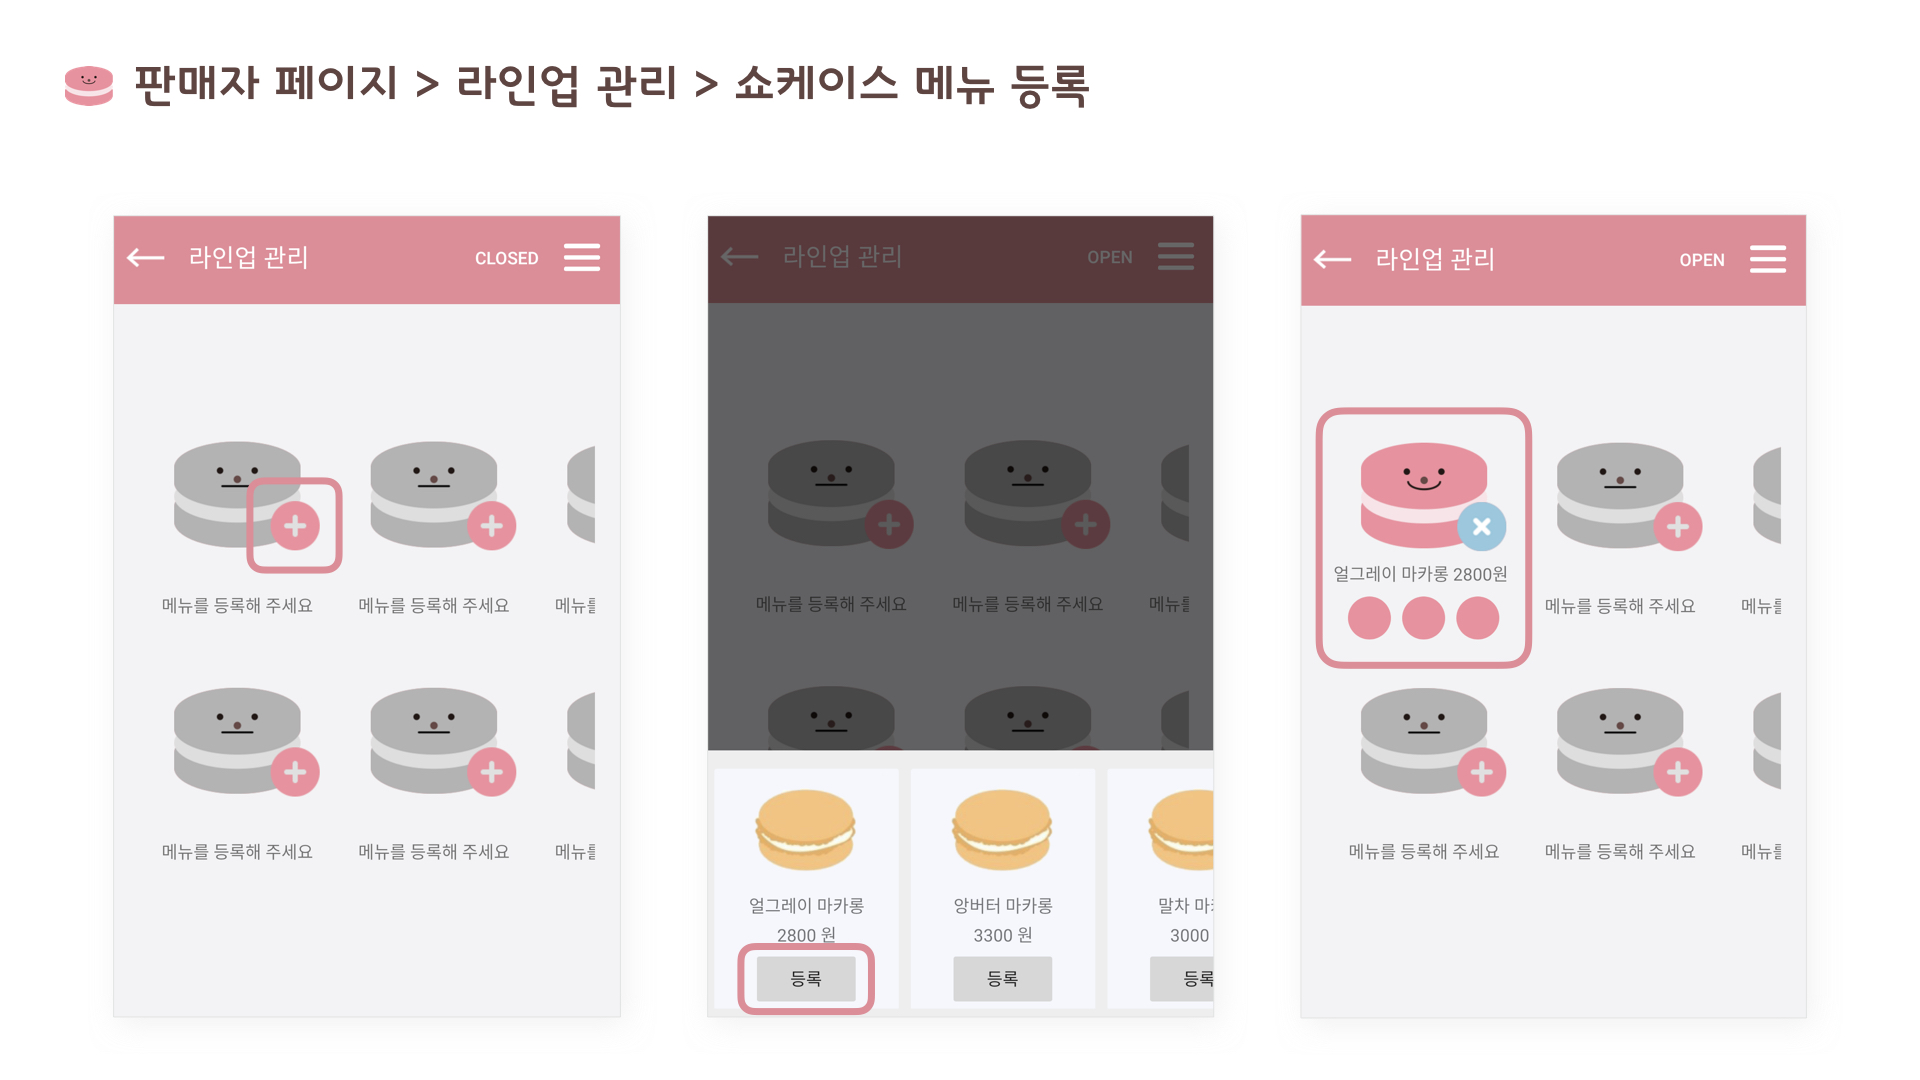 판매자 페이지 > 라인업 관리 > 쇼케이스 메뉴 등록
라인업 관리 CLOSED
메뉴를 등록해 주세요 메뉴를 등록해 주세요 메뉴를
메뉴를 등록해 주세요 메뉴를 등록해 주세요 메뉴를
라인업 관리 OPEN
메뉴를 등록해 주세요 메뉴를 등록해 주세요 메뉴를
얼그레이 마카롱 앙버터 마카롱 말차
2800 원 3300 원 3000
등록 등록 등록
라인업 관리 OPEN
얼그레이 마카롱 2800원
메뉴를 등록해 주세요 메뉴를
메뉴를 등록해 주세요 메뉴를 등록해 주세요 메뉴를